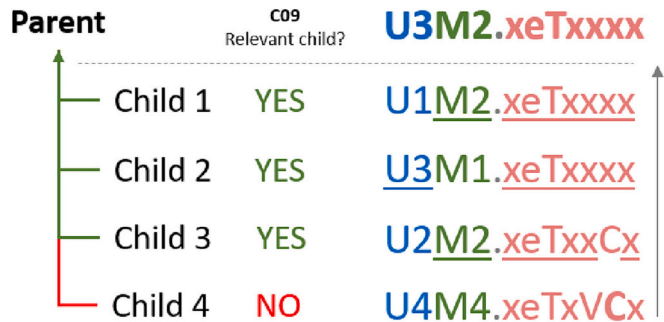 Parent C09 U3M2.xeTxxxx
Relevant child?
Child 1 YES U1M2.xeTxxxx
Child 2 YES U3M1.xeTxxxx
Child 3 YES U2M2.xeTxxCx
Child 4 NO U4M4.xeTxVCx